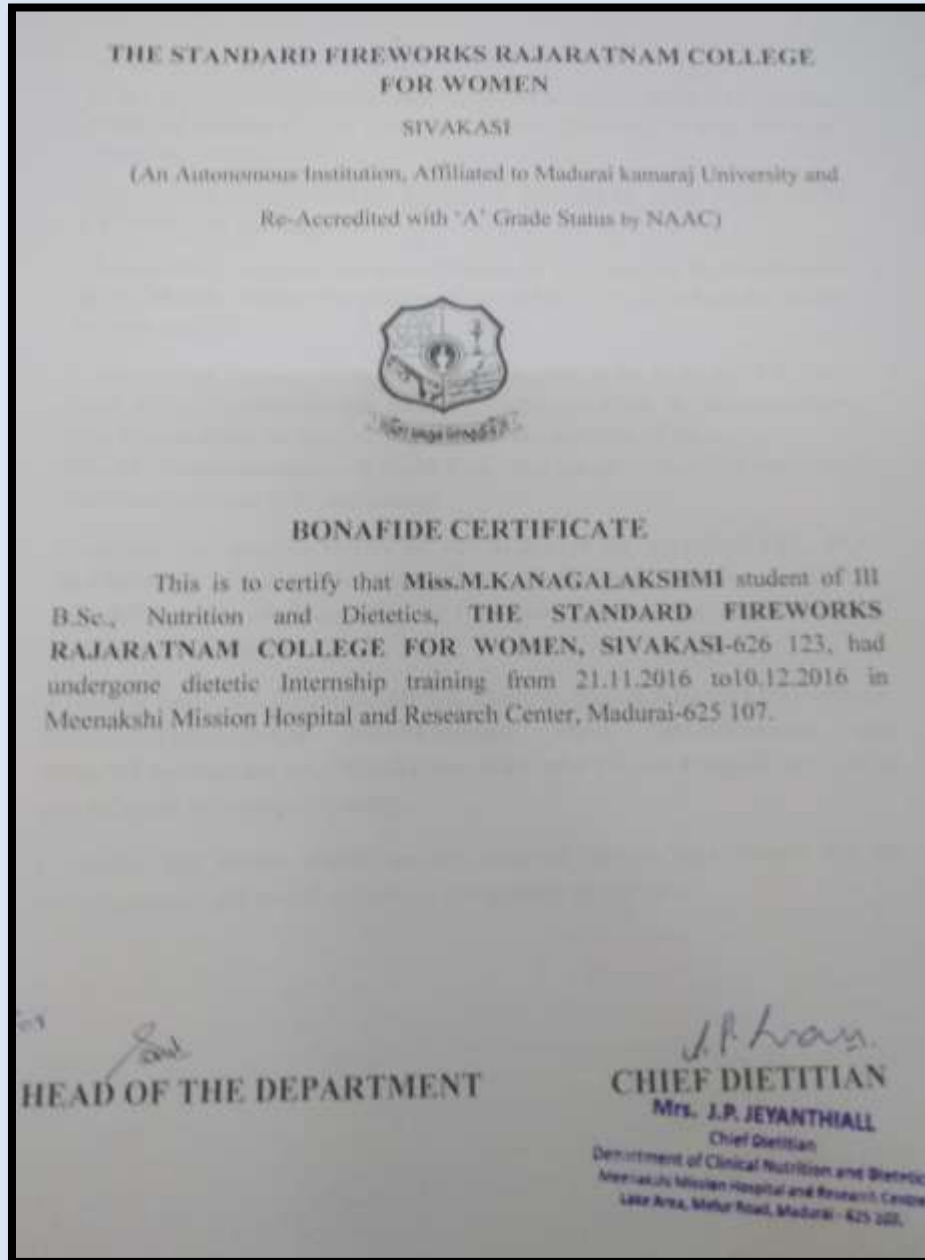 THE STANDARD FIREWORKS RAJARATNAM COLLEGE
FOR WOMEN
SIVAKASI
(An Autonomous Institution, Affiliated to Madurai kamaraj University and
Re-Accredited with 'A' Grade Status by NAAC)
BONAFIDE CERTIFICATE
This is to certify that Miss.M.KANAGALAKSHMI student of III
B.Sc., Nutrition and Dietetics, THE STANDARD FIREWORKS
RAJARATNAM COLLEGE FOR WOMEN, SIVAKASI-626 123, had
undergone dietetic Internship training from 21.11.2016 to10.12.2016 in
Meenakshi Mission Hospital and Research Center, Madurai-625 107.
HEAD OF THE DEPARTMENT
CHIEF DIETITIAN
Mrs. J.P. JEYANTHIALL
Chief Dietitian
Department of Clinical Nutrition and Dietetic
Meenakshi Mission Hospital and Research Centre
Lake Area, Melur Road, Madurai - 625 107.